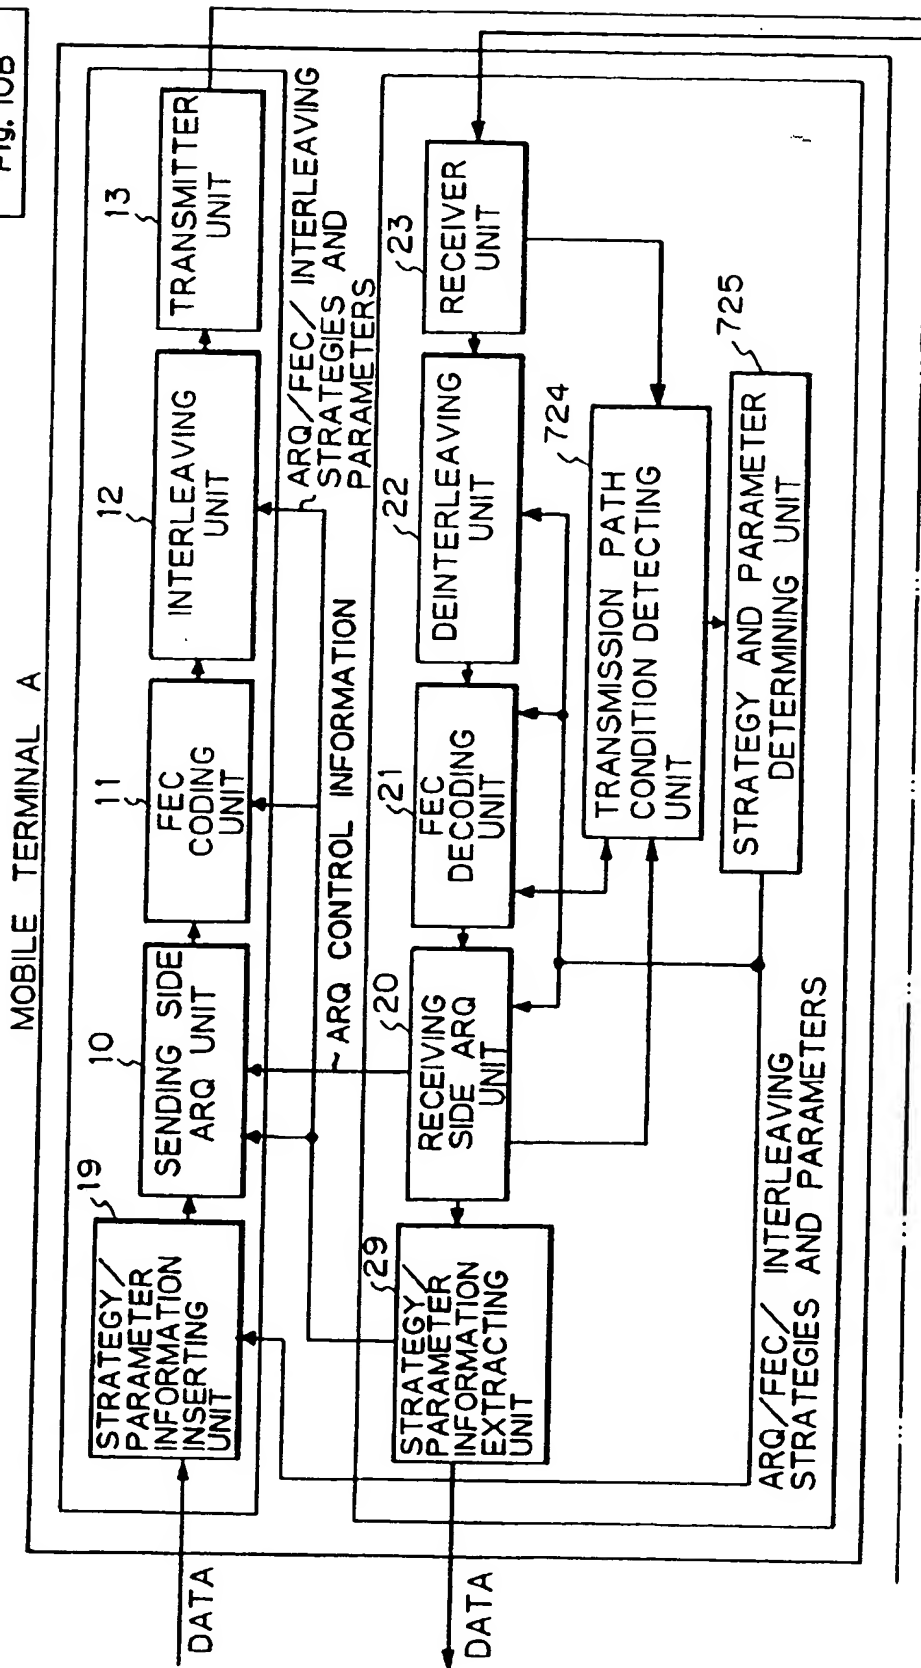 Fig. 10B
MOBILE TERMINAL A
DATA
STRATEGY/
PARAMETER
INFORMATION
INSERTING
UNIT
19
SENDING SIDE
ARQ UNIT
10
FEC
CODING
UNIT
11
INTERLEAVING
UNIT
12
TRANSMITTER
UNIT
13
ARQ/FEC/ INTERLEAVING
STRATEGIES AND
PARAMETERS
ARQ CONTROL INFORMATION
DATA
STRATEGY/
PARAMETER
INFORMATION
EXTRACTING
UNIT
29
RECEIVING
SIDE ARQ
UNIT
20
FEC
DECODING
UNIT
21
DEINTERLEAVING
UNIT
22
RECEIVER
UNIT
23
TRANSMISSION PATH
CONDITION DETECTING
UNIT
724
STRATEGY AND PARAMETER
DETERMINING UNIT
725
ARQ/FEC/ INTERLEAVING
STRATEGIES AND PARAMETERS